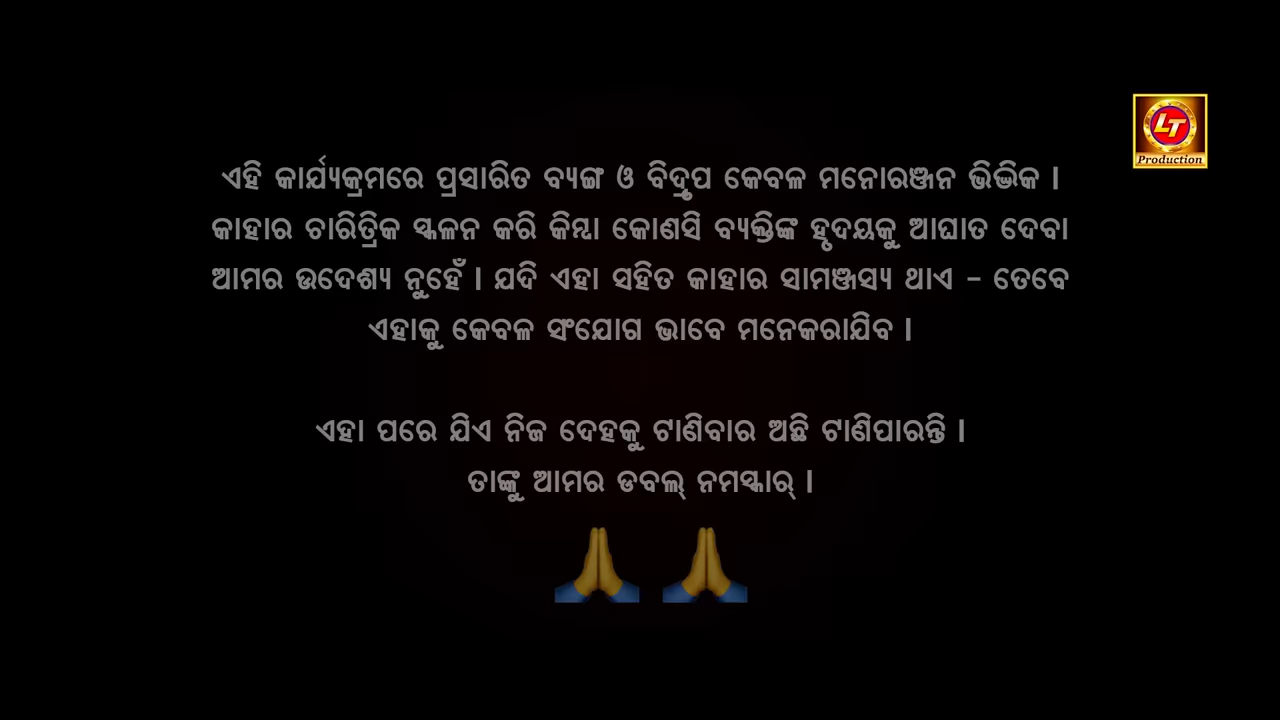 LT
Production
ଏହି କାର୍ଯ୍ୟକ୍ରମରେ ପ୍ରସାରିତ ବ୍ୟଙ୍ଗ ଓ ବିଦ୍ରୃପ କେବଳ ମନୋରଞ୍ଜନ ଭିଭିକ ।
କାହାର ଚାରିତ୍ରିକ ସ୍କଳନ କରି କିମ୍ଭା କୋଣସି ବ୍ୟକ୍ତିଙ୍କ ହୃଦୟକୁ ଆଘାତ ଦେବା
ଆମର ଉଦେଶ୍ୟ ନୁହେଁ । ଯଦି ଏହା ସହିତ କାହାର ସାମଞ୍ଜସ୍ୟ ଥାଏ – ତେବେ
ଏହାକୁ କେବଳ ସଂଯୋଗ ଭାବେ ମନେକରାଯିବ ।
ଏହା ପରେ ଯିଏ ନିଜ ଦେହକୁ ଟାଣିବାର ଅଛି ଟାଣିପାରନ୍ତି ।
ତାଙ୍କୁ ଆମର ଡବଲ୍ ନମସ୍କାର୍ ।